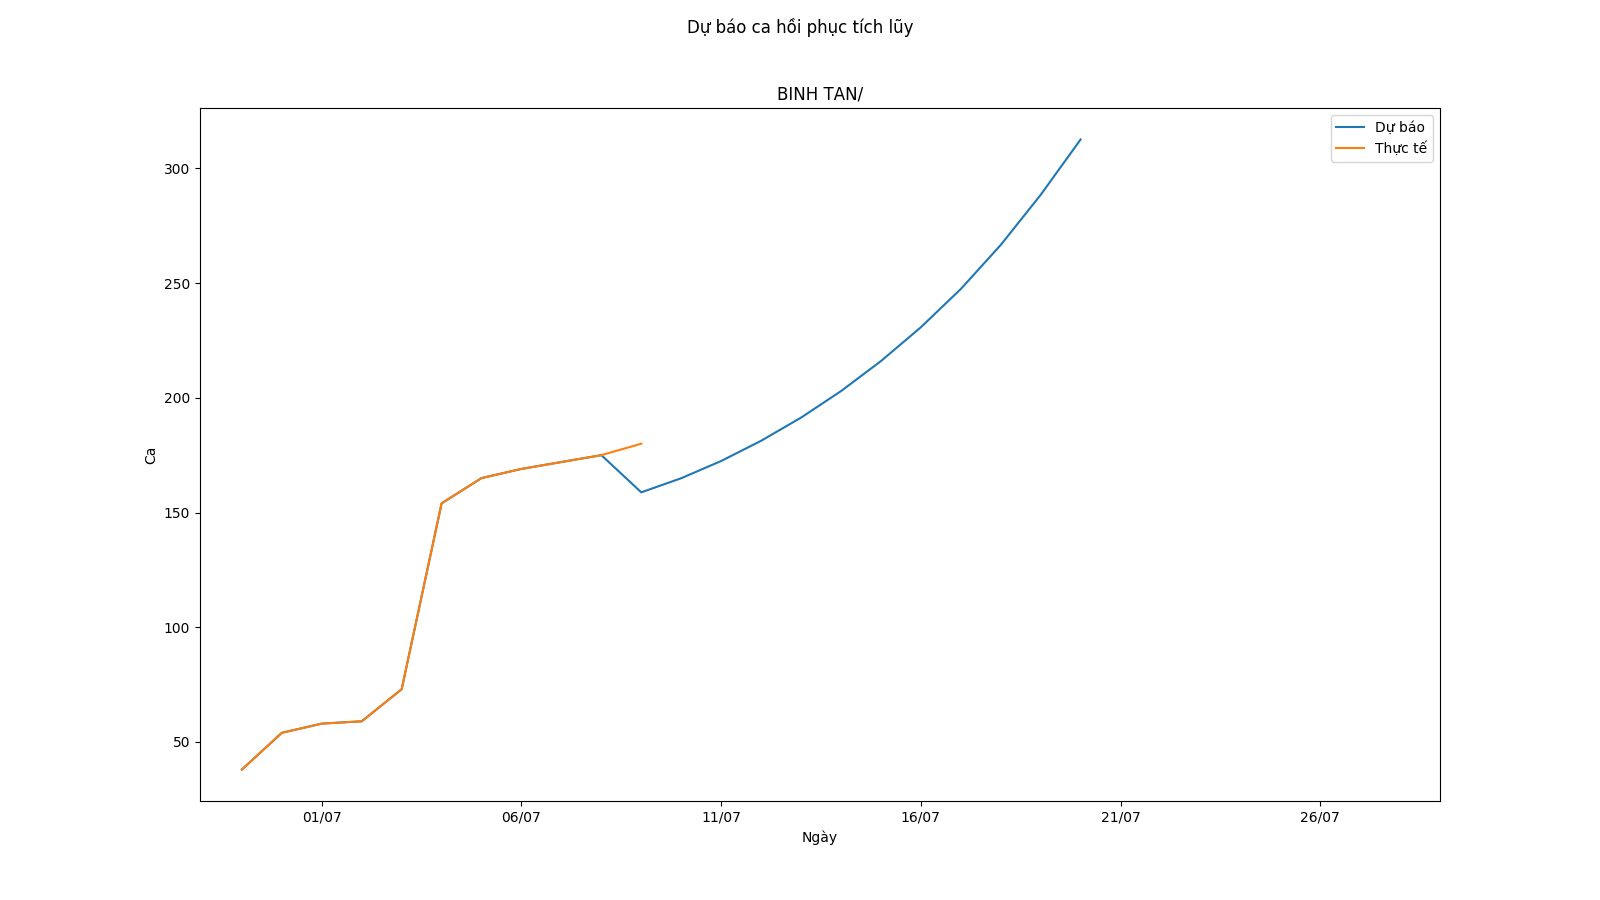 Dự báo ca hồi phục tích lũy
BINH TAN/
Dự báo
Thực tế
300
250
200
150
100
50
Ca
01/07 06/07 11/07 16/07 21/07 26/07
Ngày